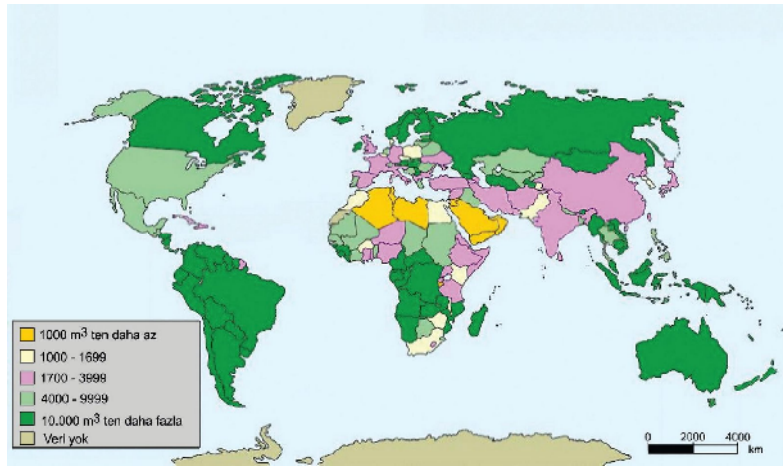 1000 m³ ten daha az
1000 - 1699
1700 - 3999
4000 - 9999
10.000 m³ ten daha fazla
Veri yok
0 2000 4000
km